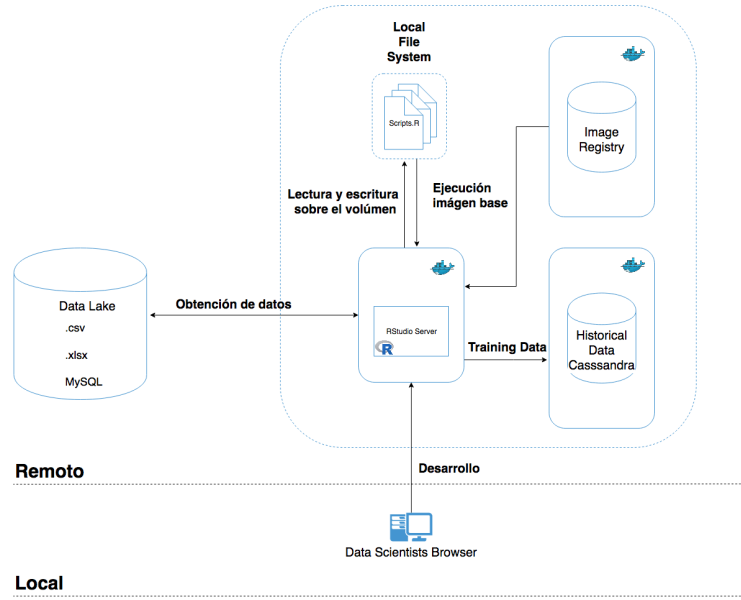 Local
File
System
Scripts.R
Image
Registry
Lectura y escritura
sobre el volúmen
Ejecución
imágen base
Data Lake
.csv
.xlsx
MySQL
Obtención de datos
RStudio Server
R
Training Data
Historical
Data
Casssandra
Remoto
Desarrollo
Data Scientists Browser
Local